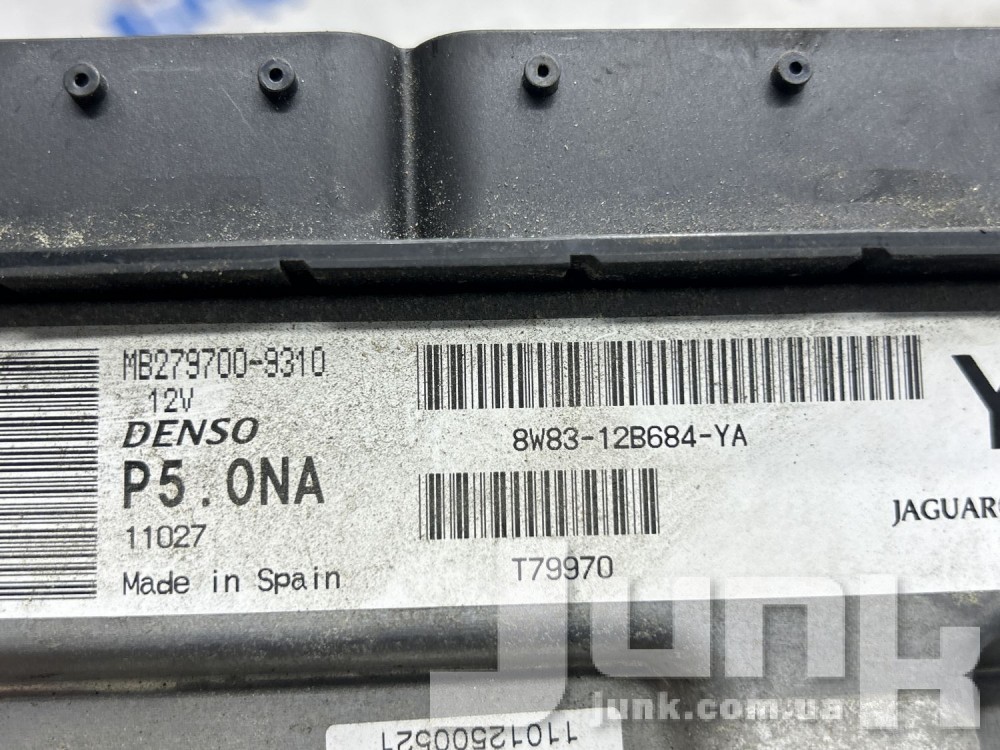 MB279700-9310
12V
DENSO
P5.0NA
11027
Made in Spain
8W83-12B684-YA
T79970
Y
JAGUAR
junk
junk.com.ua
11012500521